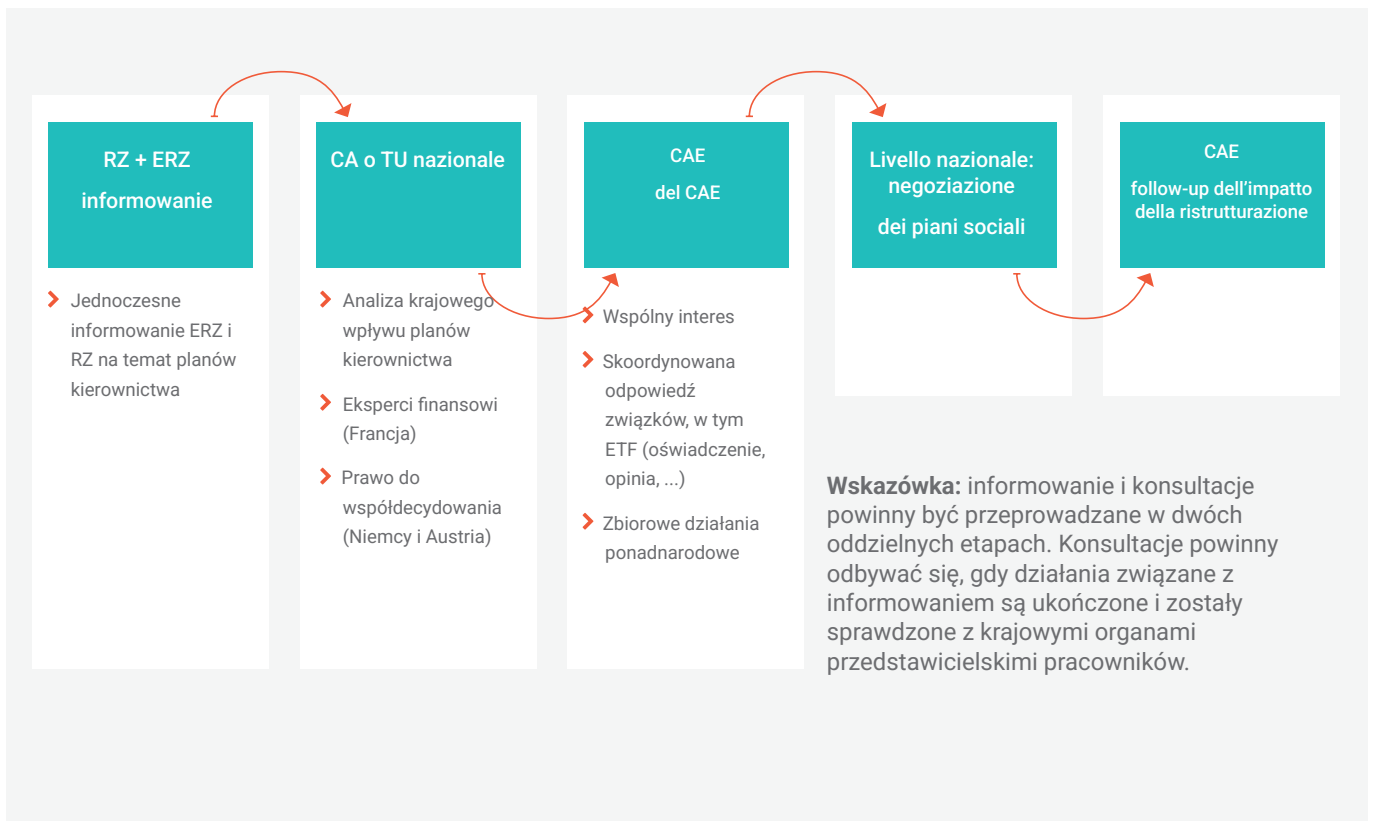 RZ + ERZ
informowanie
Jednoczesne
informowanie ERZ i
RZ na temat planów
kierownictwa
CA o TU nazionale
Analiza krajowego
wpływu planów
kierownictwa
Eksperci finansowi
(Francja)
Prawo do
współdecydowania
(Niemcy i Austria)
CAE
del CAE
Wspólny interes
Skoordynowana
odpowiedź
związków, w tym
ETF (oświadczenie,
opinia, ...)
Zbiorowe działania
ponadnarodowe
Livello nazionale:
negoziazione
dei piani sociali
CAE
follow-up dell'impatto
della ristrutturazione
Wskazówka: informowanie i konsultacje
powinny być przeprowadzane w dwóch
oddzielnych etapach. Konsultacje powinny
odbywać się, gdy działania związane z
informowaniem są ukończone i zostały
sprawdzone z krajowymi organami
przedstawicielskimi pracowników.